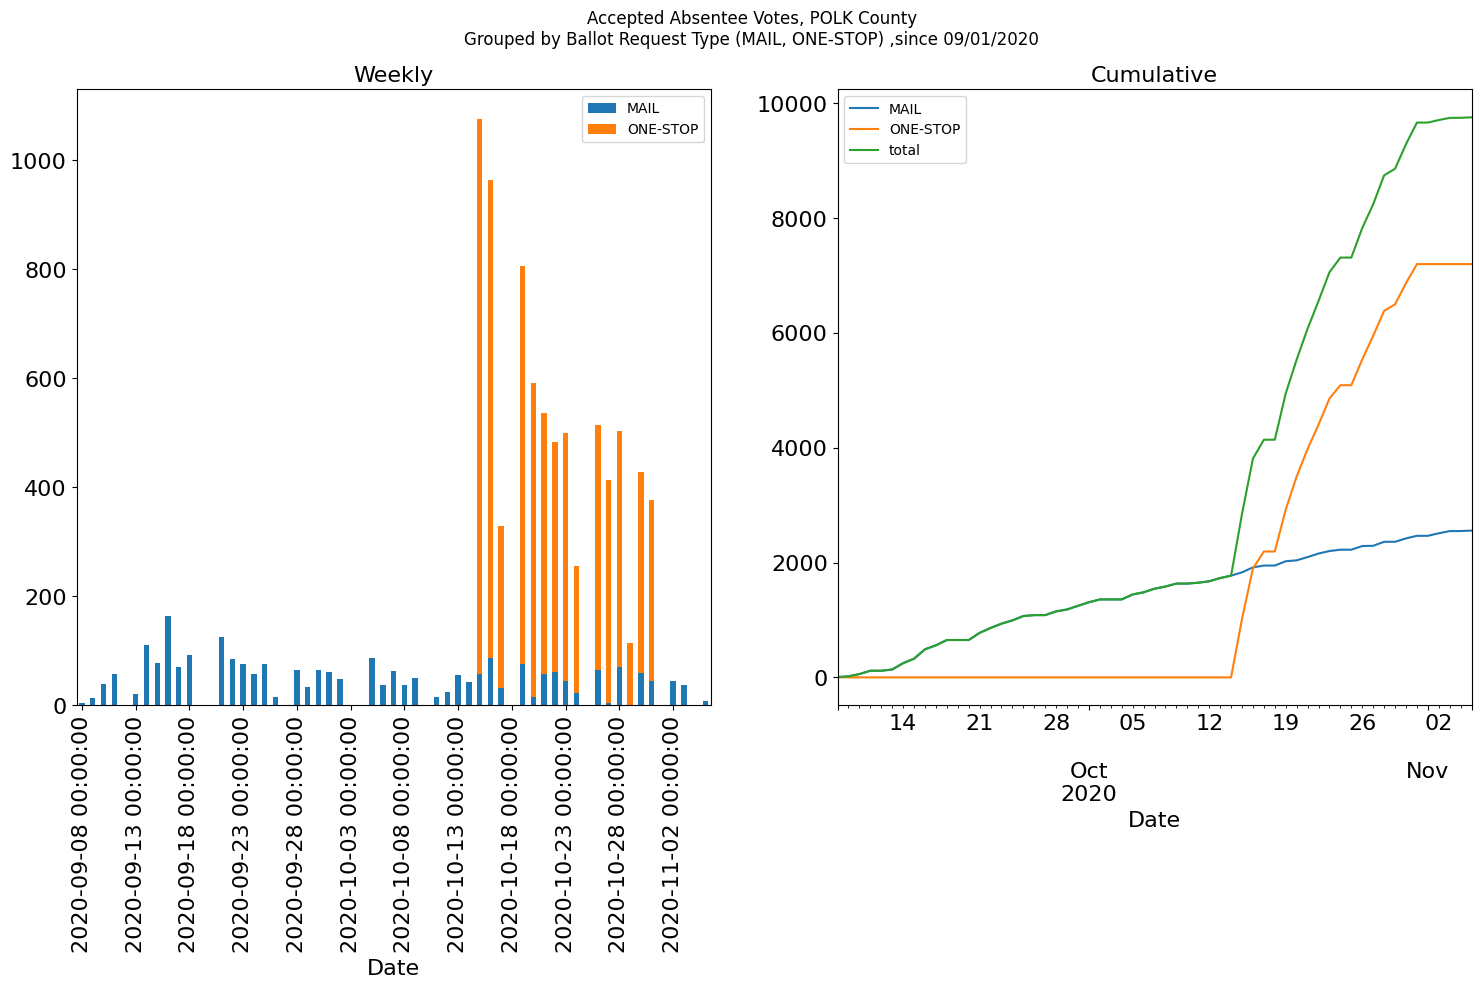 Accepted Absentee Votes, POLK County
Grouped by Ballot Request Type (MAIL, ONE-STOP) ,since 09/01/2020
Weekly
MAIL
ONE-STOP
1000
800
600
400
200
0
2020-09-08 00:00:00
2020-09-13 00:00:00
2020-09-18 00:00:00
2020-09-23 00:00:00
2020-09-28 00:00:00
2020-10-03 00:00:00
2020-10-08 00:00:00
2020-10-13 00:00:00
2020-10-18 00:00:00
2020-10-23 00:00:00
2020-10-28 00:00:00
2020-11-02 00:00:00
Date
Cumulative
MAIL
ONE-STOP
total
10000
8000
6000
4000
2000
0
14 21 28 05 12 19 26 02
Oct Nov
2020
Date